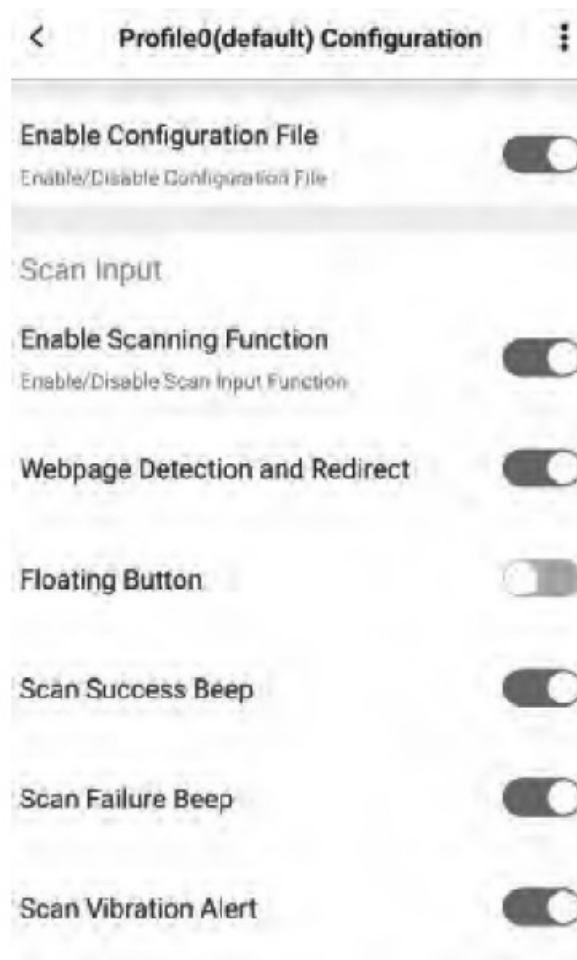 Profile0(default) Configuration
Enable Configuration File
Enable/Disable Configuration File
Scan Input
Enable Scanning Function
Enable/Disable Scan Input Function
Webpage Detection and Redirect
Floating Button
Scan Success Beep
Scan Failure Beep
Scan Vibration Alert